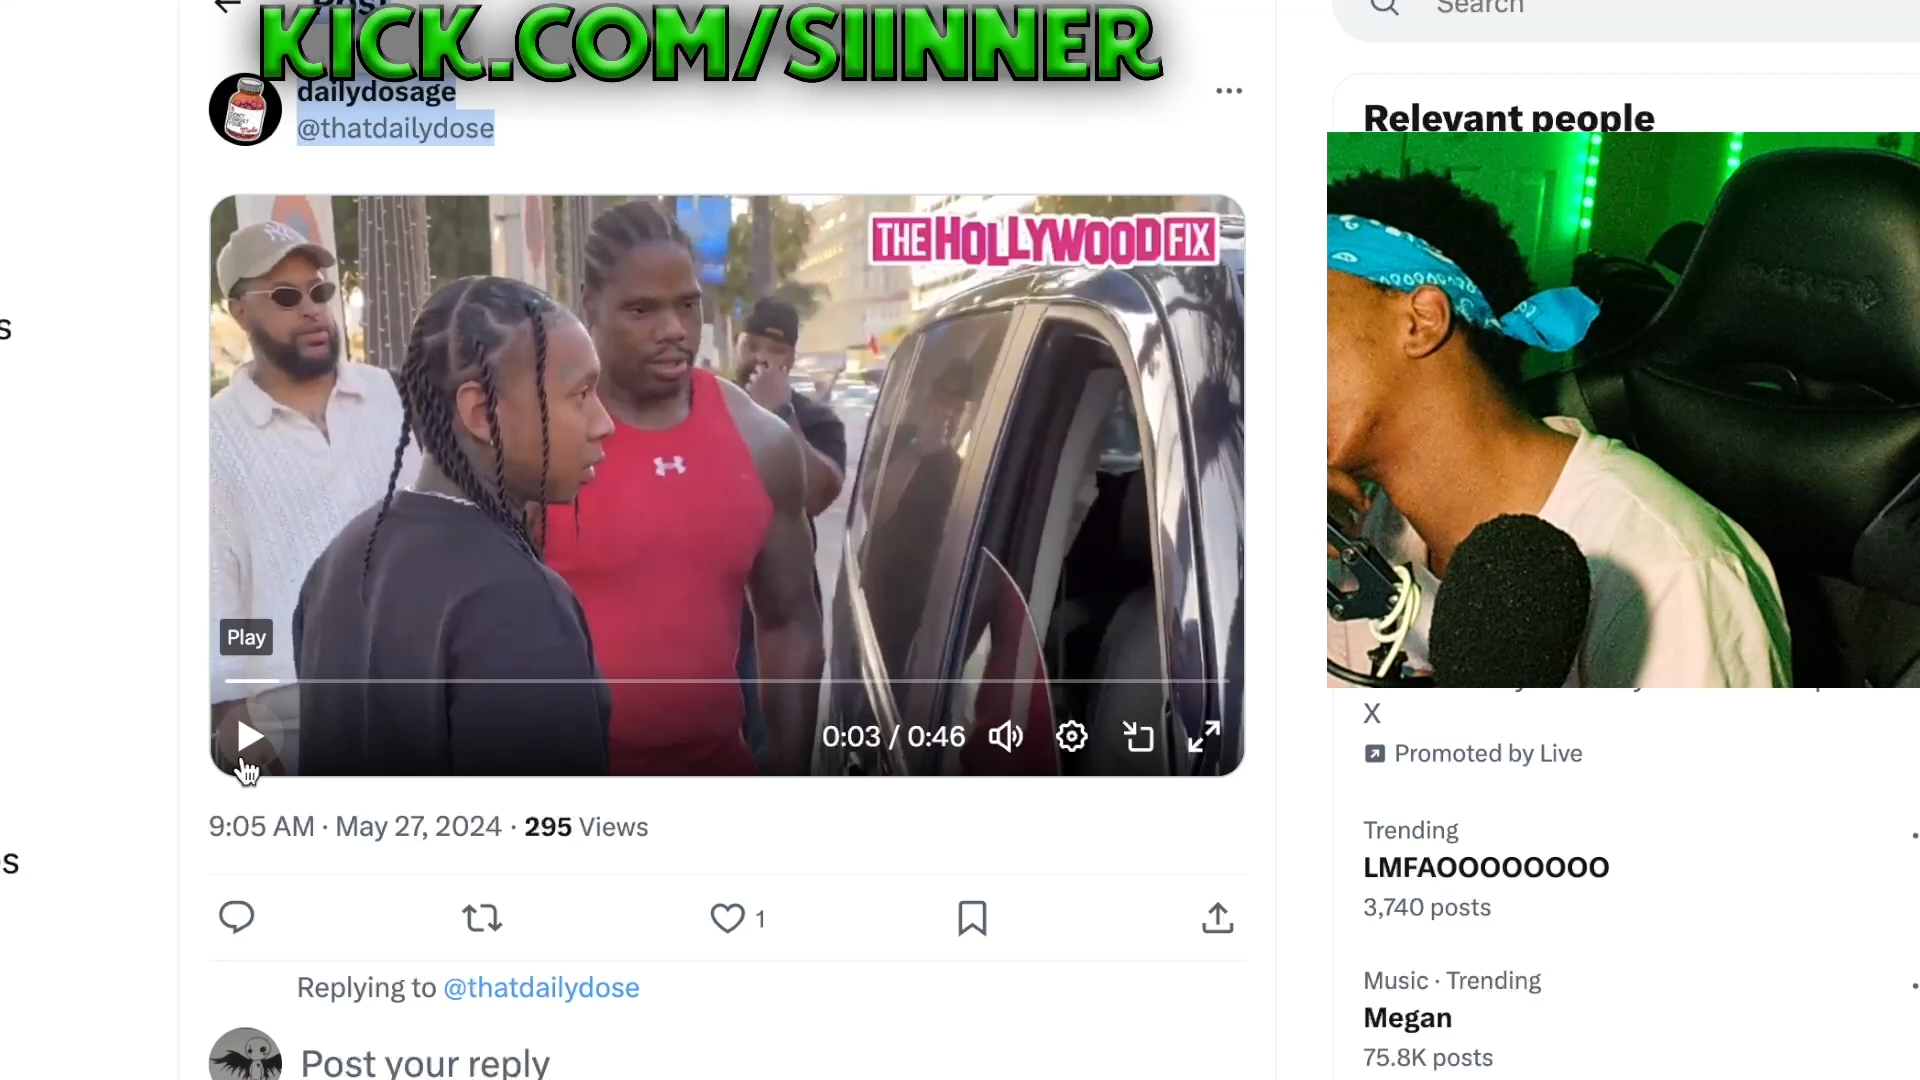 Post
KICK.COM/SIINNER
dailydosage
@thatdailydose
THE HOLLYWOOD FIX
Play
0:03 / 0:46
9:05 AM · May 27, 2024 · 295 Views
1
Replying to @thatdailydose
Post your reply
Search
Relevant people
X
Promoted by Live
Trending
LMFAOOOOOOOO
3,740 posts
Music · Trending
Megan
75.8K posts